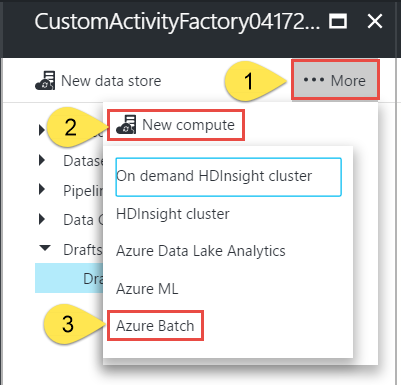 CustomActivityFactory04172...
New data store
1
... More
2
New compute
Datase
Pipelin
Data
Drafts
Dra
On demand HDInsight cluster
HDInsight cluster
Azure Data Lake Analytics
Azure ML
3
Azure Batch